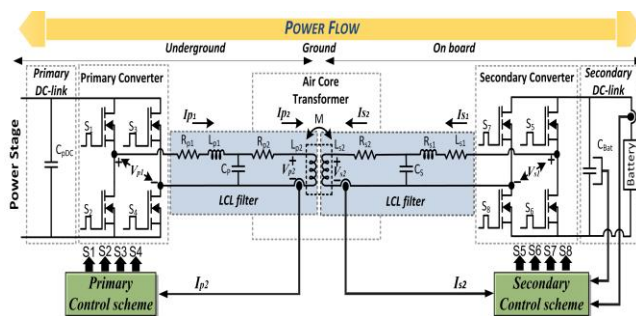 POWER FLOW
Underground Ground On board
Primary DC-link
Primary Converter
Air Core Transformer
Secondary Converter
Secondary DC-link
Power Stage
Ip1 Ip2 M Is2 Is1
S1 S3 S7 S5
Rp1 Lp1 Rp2 Lp2 Ls2 Rs2 Rs1 Ls1
CpDC + Vp1 - CP + Vp2 - + Vs2 - CS + Vs1 - CBat Battery
LCL filter LCL filter
S2 S4 S8 S6
S1 S2 S3 S4
S5 S6 S7 S8
Primary Control scheme
Ip2 Is2
Secondary Control scheme